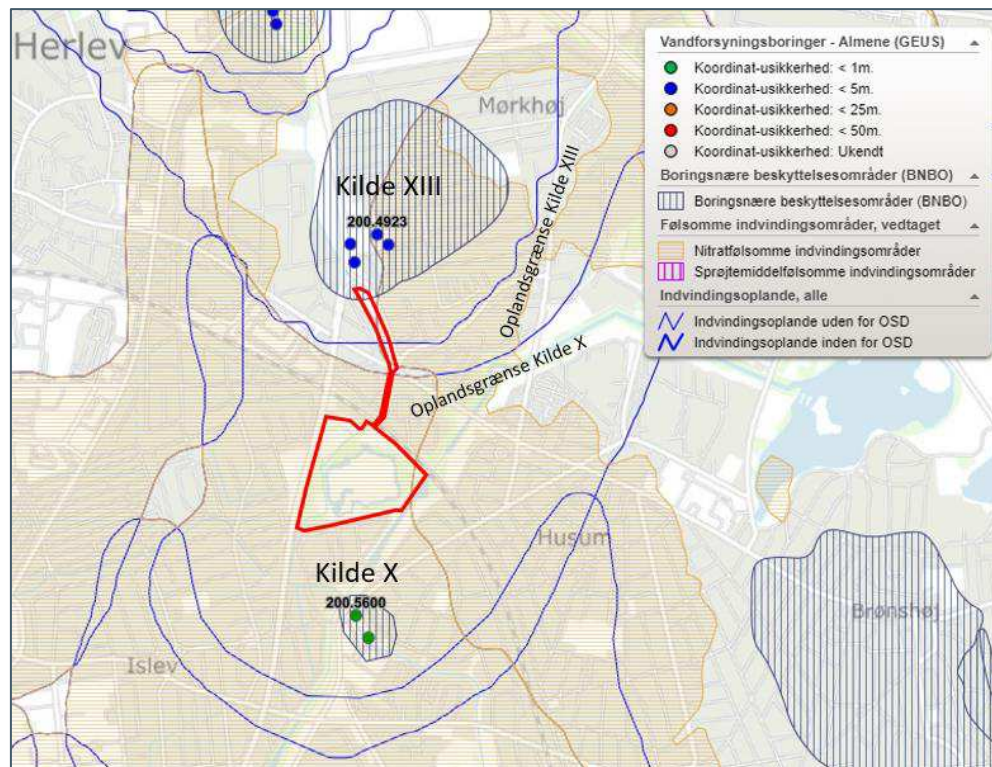 Herlev
Mørkhøj
Kilde XIII
200.4923
Oplandsgrænse Kilde XIII
Oplandsgrænse Kilde X
Kilde X
200.5600
Husum
Islev
Brønshøj
Vandforsyningsboringer - Almene (GEUS)
Koordinat-usikkerhed: < 1m.
Koordinat-usikkerhed: < 5m.
Koordinat-usikkerhed: < 25m.
Koordinat-usikkerhed: < 50m.
Koordinat-usikkerhed: Ukendt
Boringsnære beskyttelsesområder (BNBO)
Boringsnære beskyttelsesområder (BNBO)
Følsomme indvindingsområder, vedtaget
Nitratfølsomme indvindingsområder
Sprøjtemiddelfølsomme indvindingsområder
Indvindingsoplande, alle
Indvindingsoplande uden for OSD
Indvindingsoplande inden for OSD